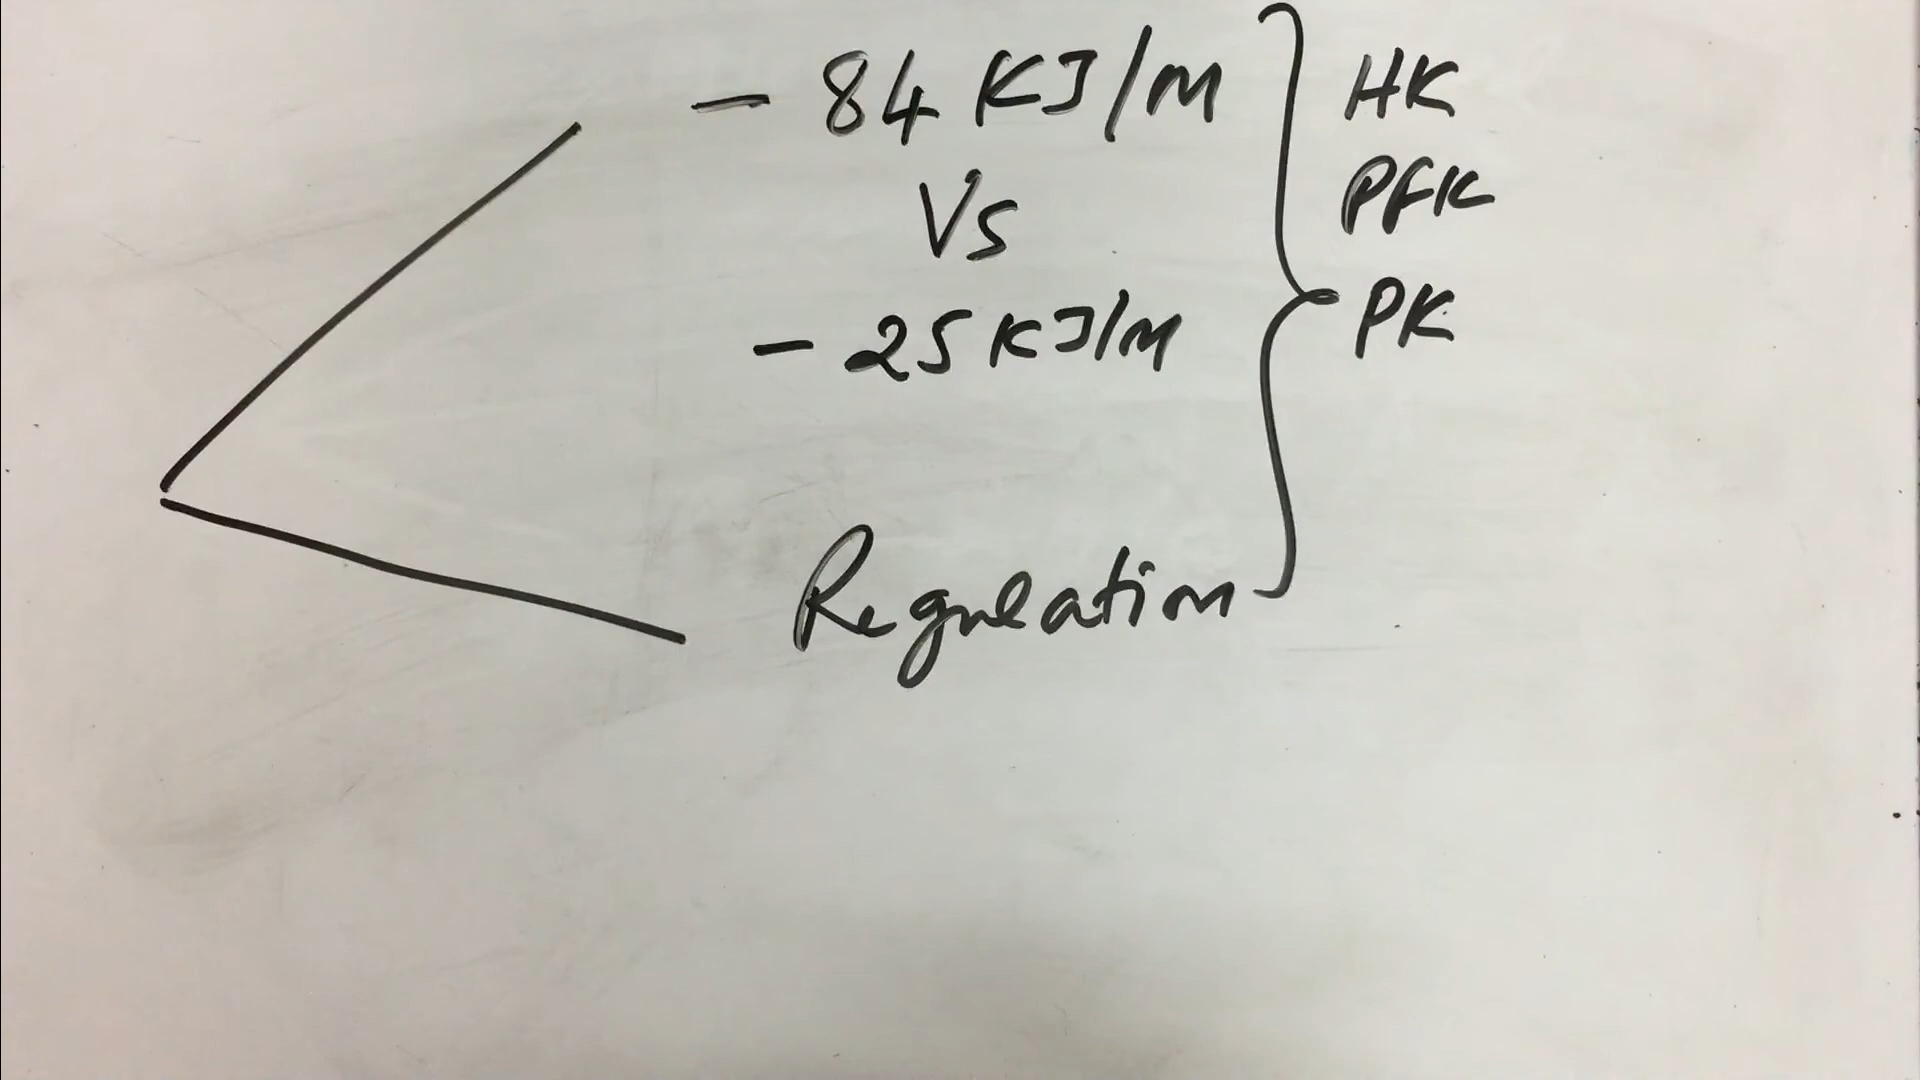 - 84 KJ/M
HK
Vs
PFK
- 25 KJ/M
PK
Regulation